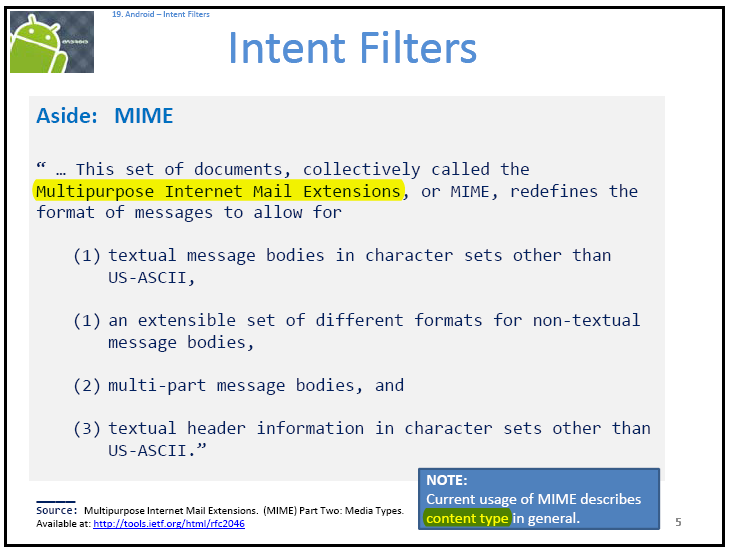 19. Android – Intent Filters
ANDROID
Intent Filters
Aside: MIME
“ … This set of documents, collectively called the
Multipurpose Internet Mail Extensions, or MIME, redefines the
format of messages to allow for
(1) textual message bodies in character sets other than
US-ASCII,
(1) an extensible set of different formats for non-textual
message bodies,
(2) multi-part message bodies, and
(3) textual header information in character sets other than
US-ASCII.”
NOTE:
Current usage of MIME describes
content type in general.
Source: Multipurpose Internet Mail Extensions. (MIME) Part Two: Media Types.
Available at: http://tools.ietf.org/html/rfc2046
5